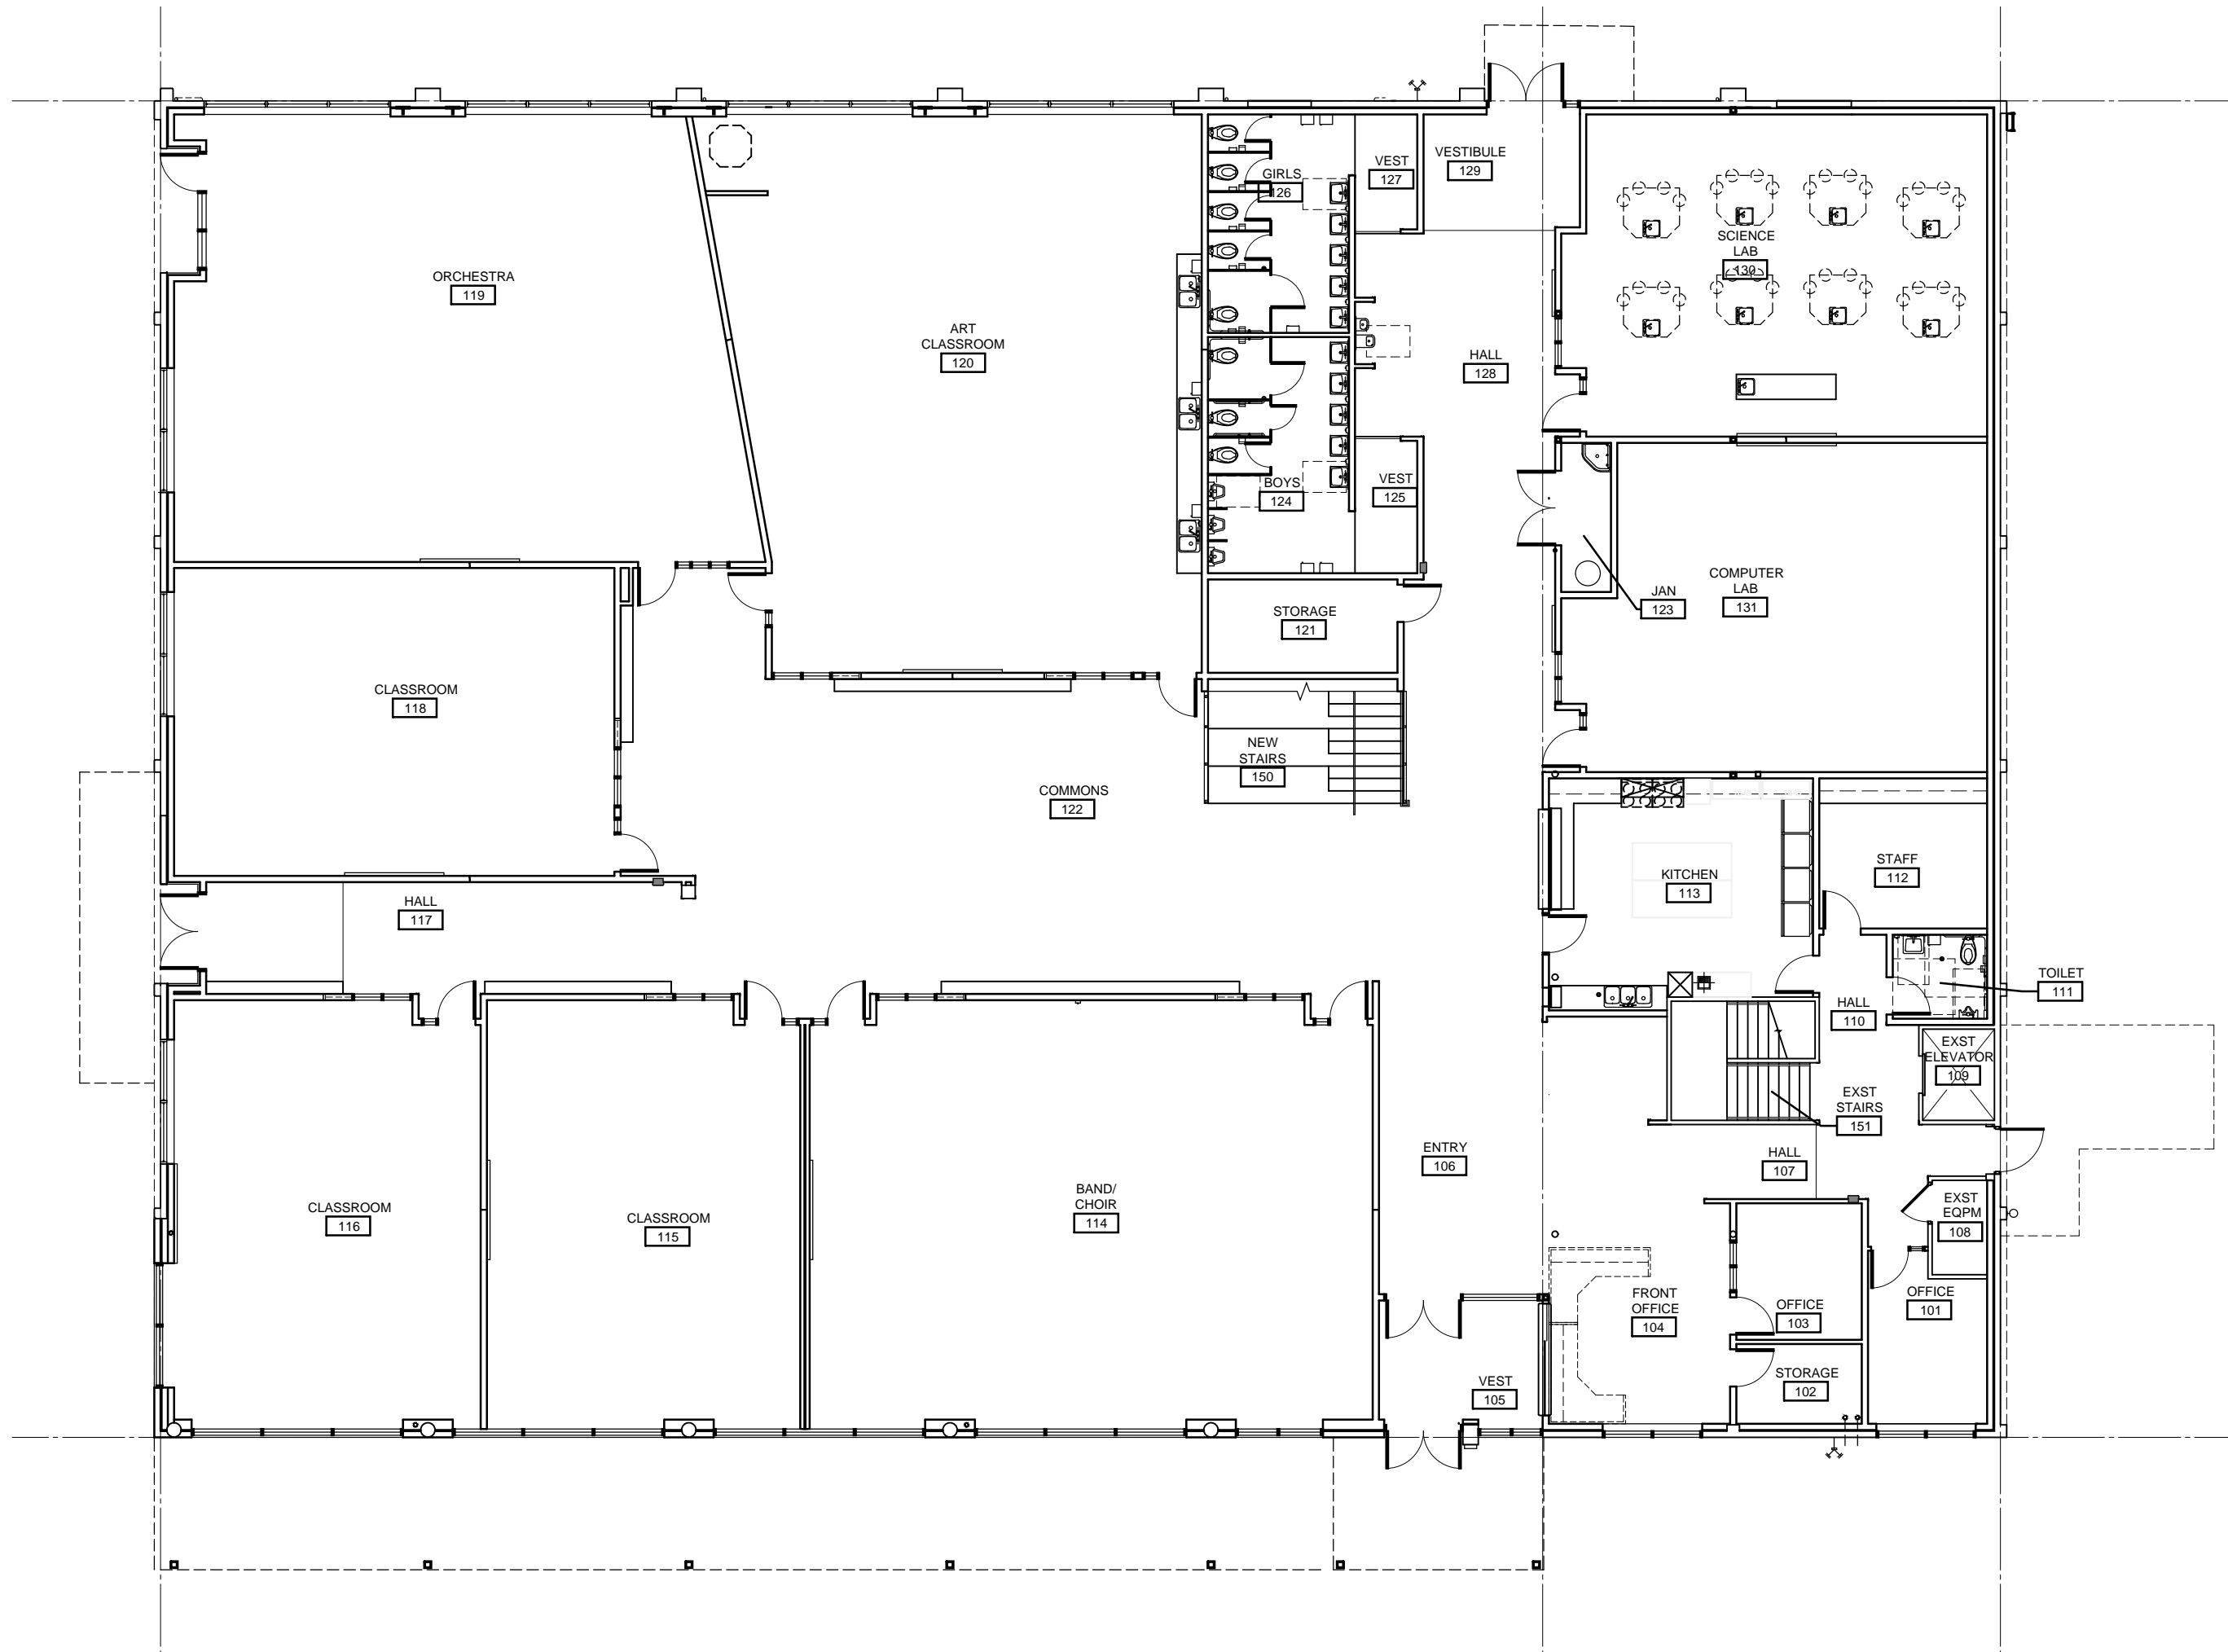 GIRLS
126
VEST
127
VESTIBULE
129
SCIENCE
LAB
130
ORCHESTRA
119
ART
CLASSROOM
120
HALL
128
BOYS
124
VEST
125
STORAGE
121
JAN
123
COMPUTER
LAB
131
CLASSROOM
118
NEW
STAIRS
150
COMMONS
122
KITCHEN
113
STAFF
112
HALL
117
TOILET
111
HALL
110
EXST
ELEVATOR
109
EXST
STAIRS
151
ENTRY
106
HALL
107
CLASSROOM
116
CLASSROOM
115
BAND/
CHOIR
114
EXST
EQPM
108
FRONT
OFFICE
104
OFFICE
103
OFFICE
101
VEST
105
STORAGE
102